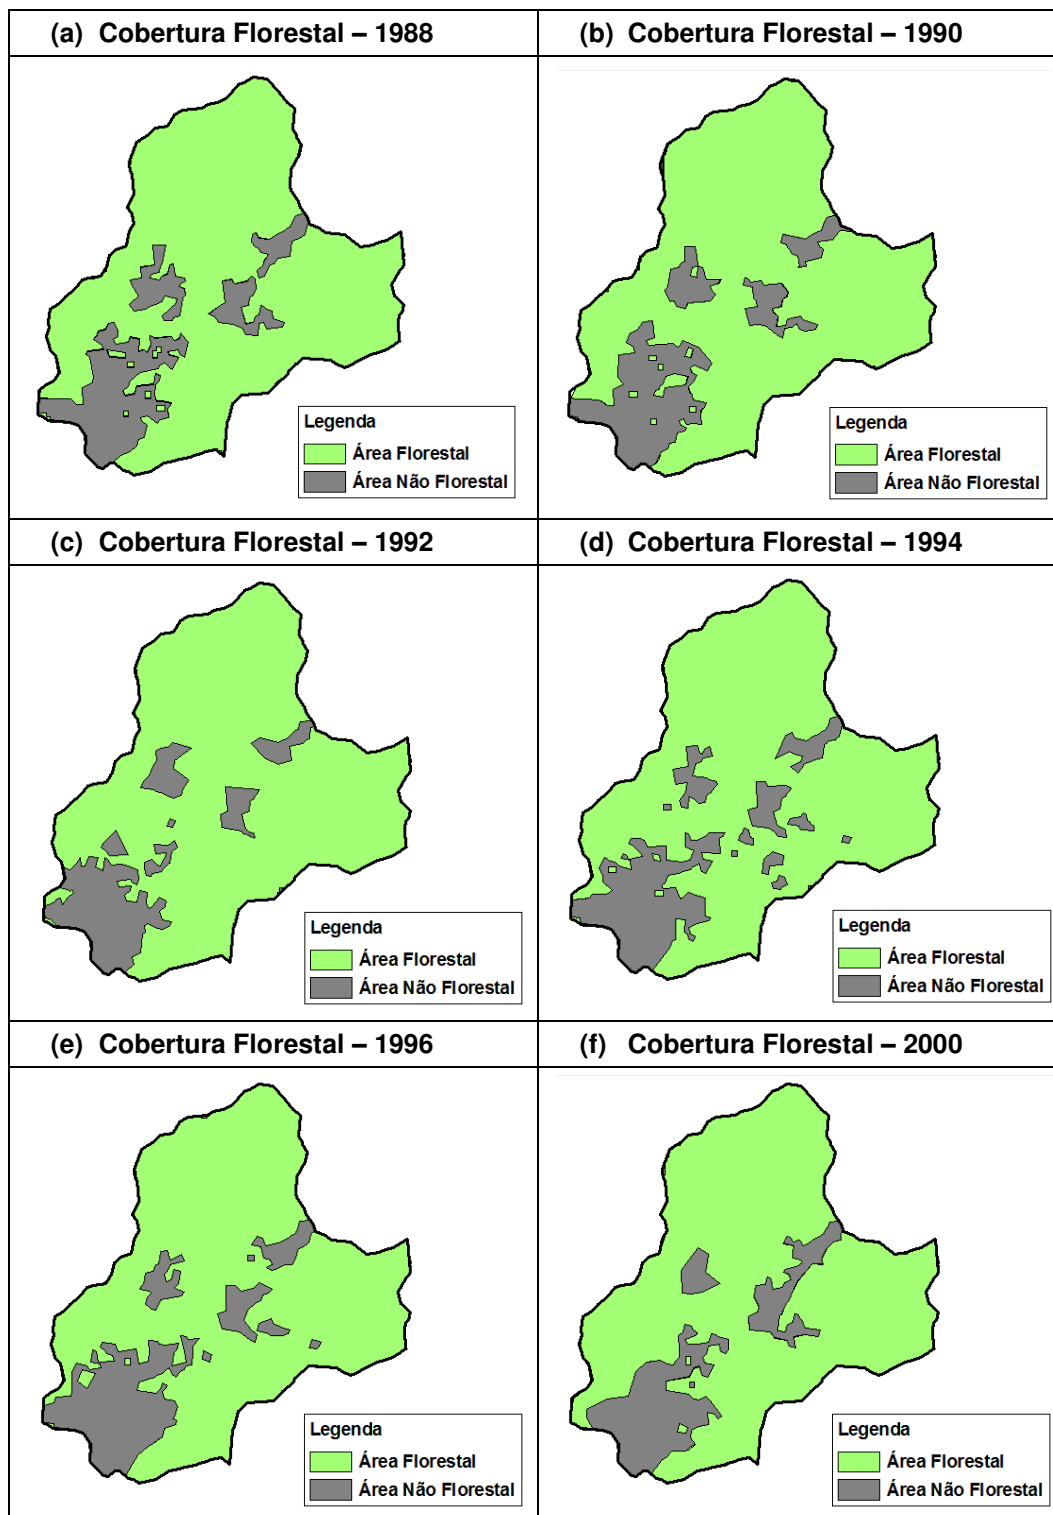 (a) Cobertura Florestal – 1988
(b) Cobertura Florestal – 1990
Legenda
Área Florestal
Área Não Florestal
Legenda
Área Florestal
Área Não Florestal
(c) Cobertura Florestal – 1992
(d) Cobertura Florestal – 1994
Legenda
Área Florestal
Área Não Florestal
Legenda
Área Florestal
Área Não Florestal
(e) Cobertura Florestal – 1996
(f) Cobertura Florestal – 2000
Legenda
Área Florestal
Área Não Florestal
Legenda
Área Florestal
Área Não Florestal